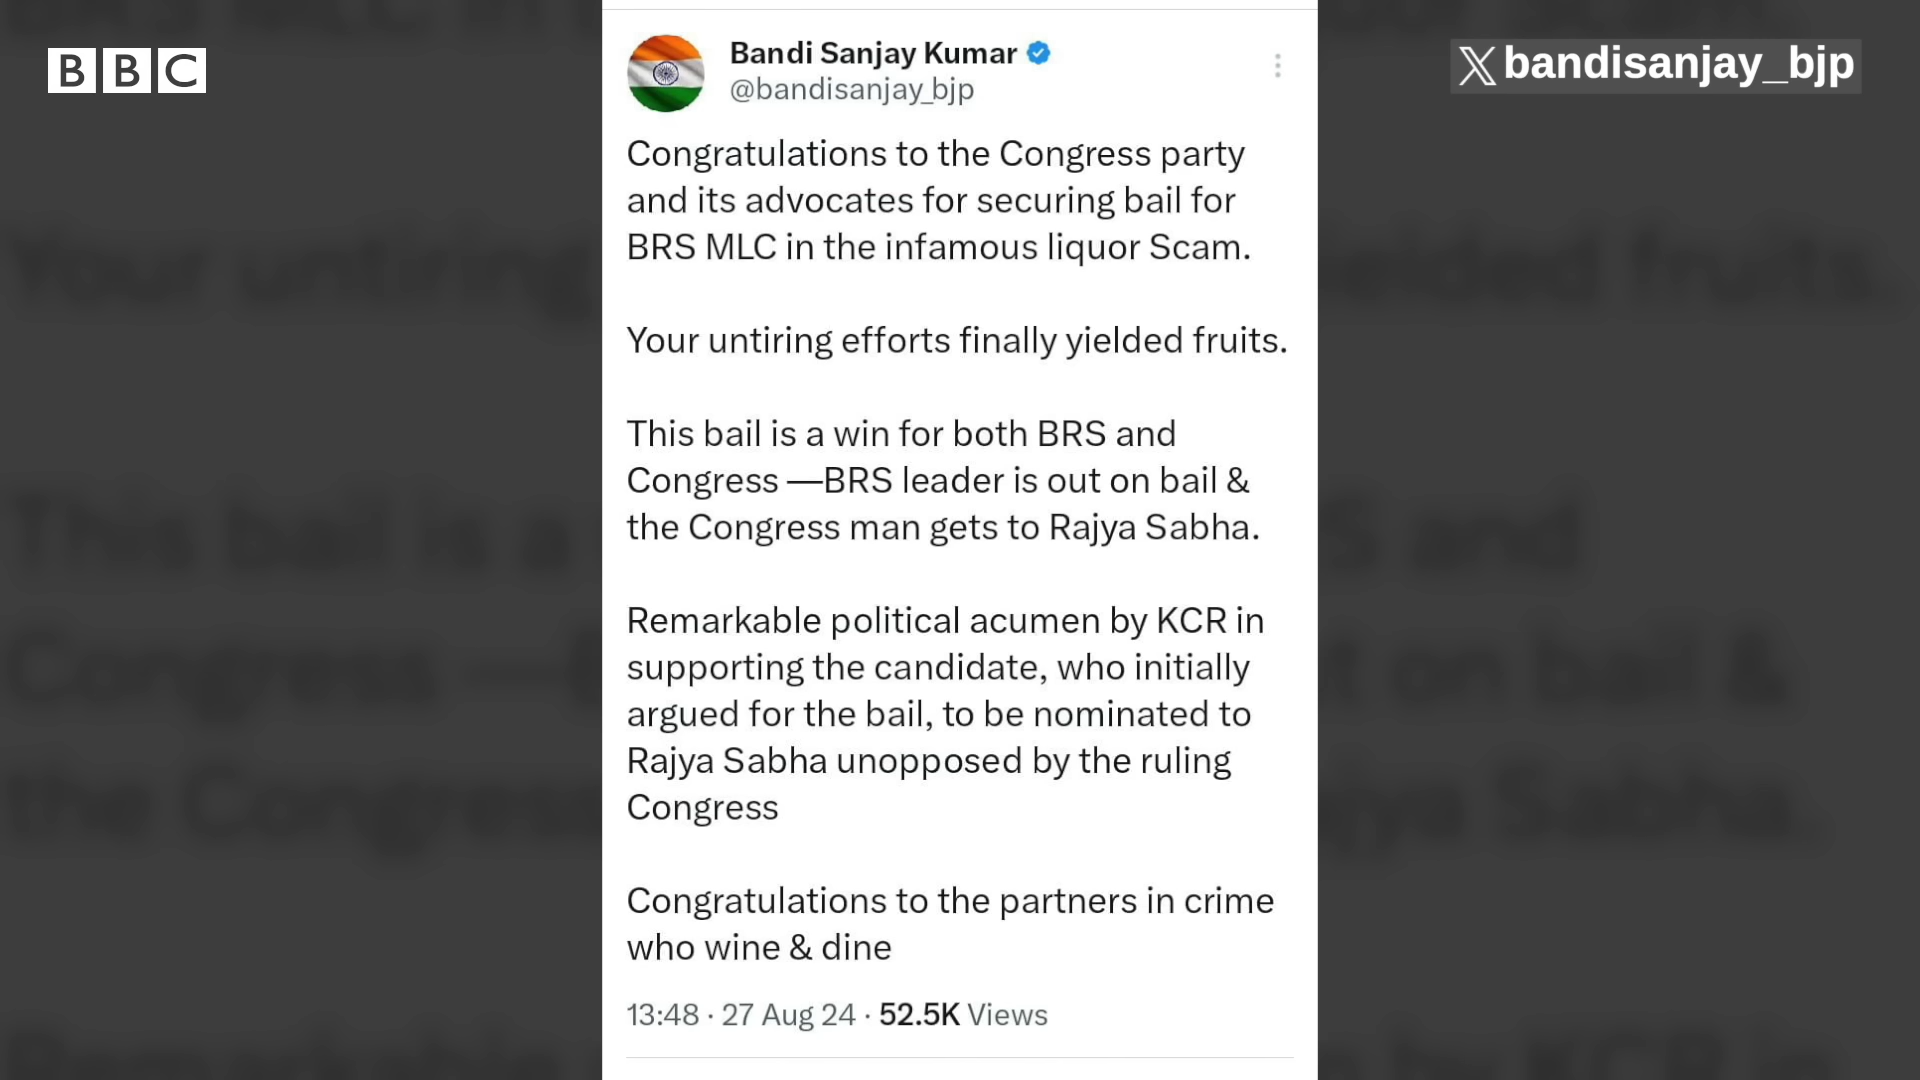 BBC
Bandi Sanjay Kumar
@bandisanjay_bjp
X bandisanjay_bjp
Congratulations to the Congress party
and its advocates for securing bail for
BRS MLC in the infamous liquor Scam.
Your untiring efforts finally yielded fruits.
This bail is a win for both BRS and
Congress —BRS leader is out on bail &
the Congress man gets to Rajya Sabha.
Remarkable political acumen by KCR in
supporting the candidate, who initially
argued for the bail, to be nominated to
Rajya Sabha unopposed by the ruling
Congress
Congratulations to the partners in crime
who wine & dine
13:48 · 27 Aug 24 · 52.5K Views